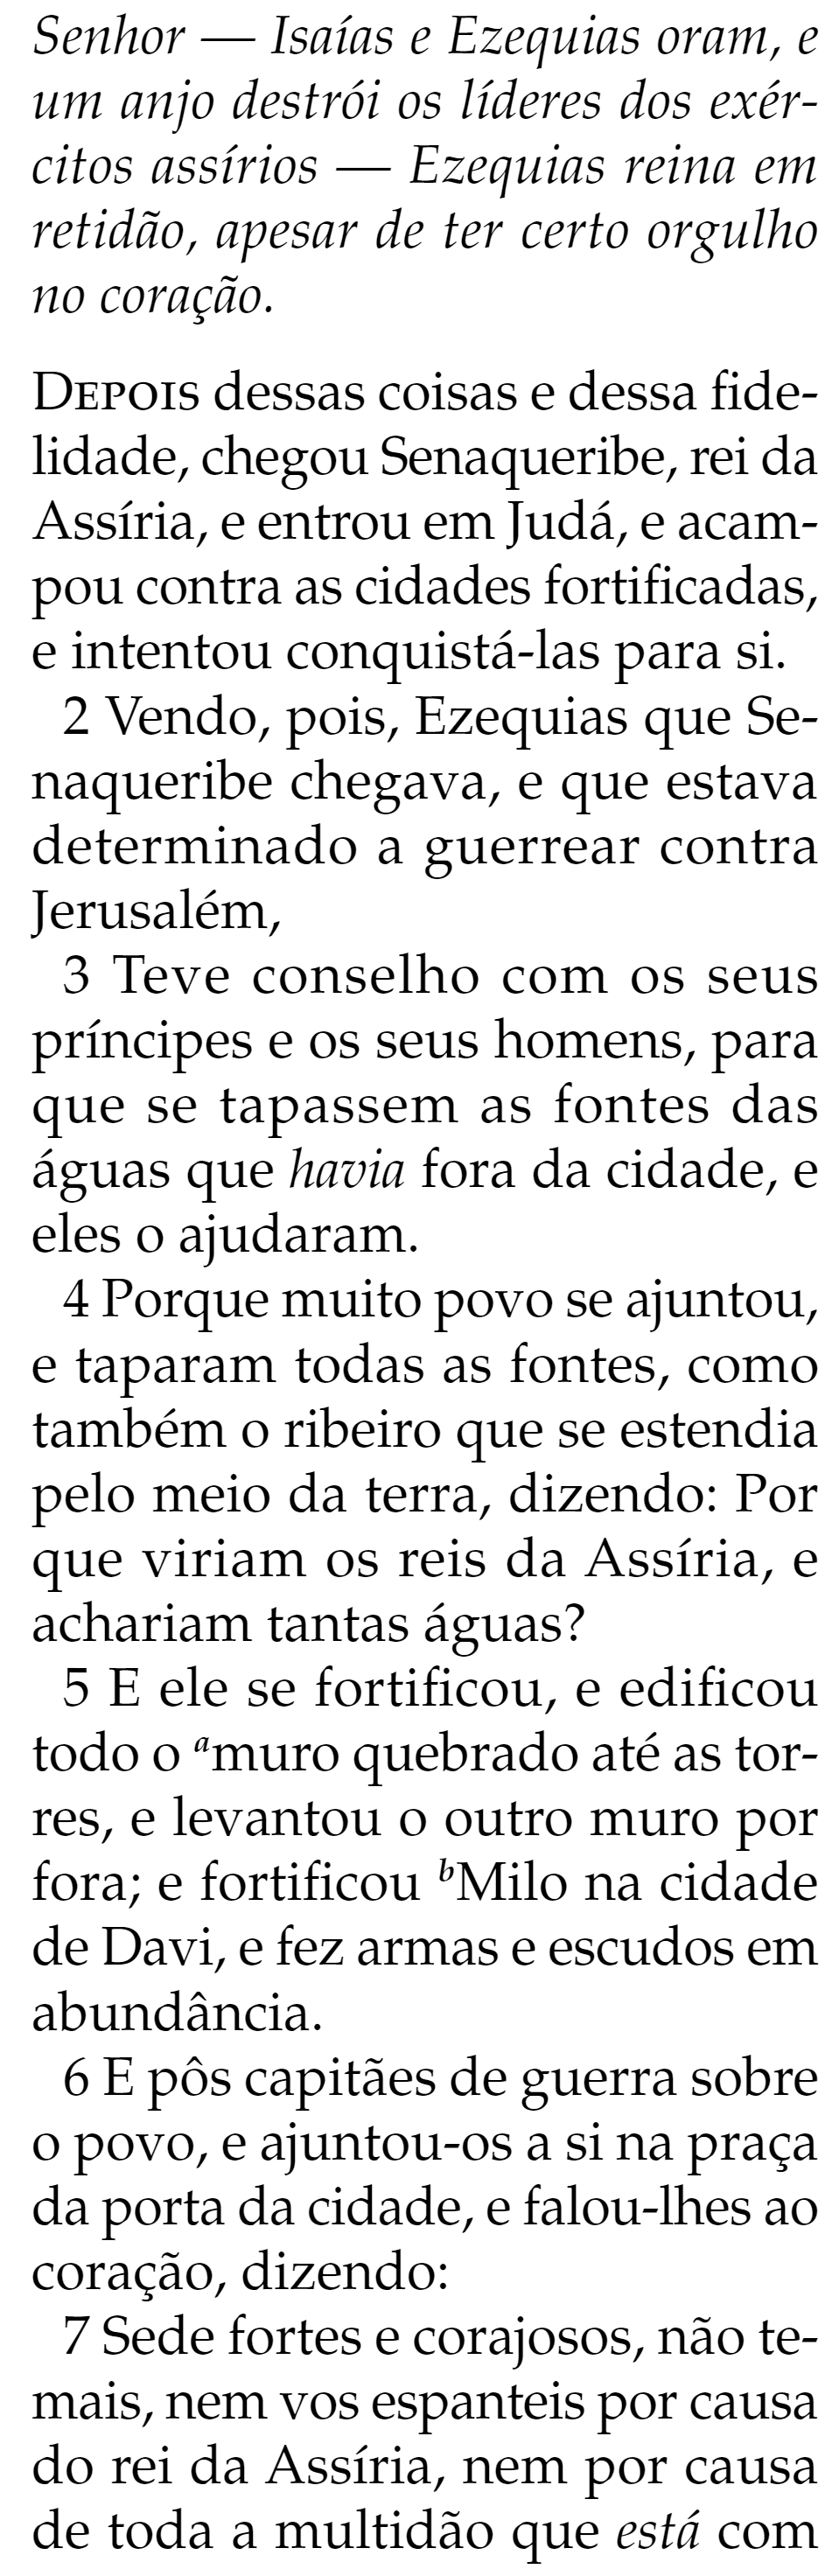 Senhor — Isaías e Ezequias oram, e
um anjo destrói os líderes dos exér-
citos assírios — Ezequias reina em
retidão, apesar de ter certo orgulho
no coração.
Depois dessas coisas e dessa fide-
lidade, chegou Senaqueribe, rei da
Assíria, e entrou em Judá, e acam-
pou contra as cidades fortificadas,
e intentou conquistá-las para si.
2 Vendo, pois, Ezequias que Se-
naqueribe chegava, e que estava
determinado a guerrear contra
Jerusalém,
3 Teve conselho com os seus
príncipes e os seus homens, para
que se tapassem as fontes das
águas que havia fora da cidade, e
eles o ajudaram.
4 Porque muito povo se ajuntou,
e taparam todas as fontes, como
também o ribeiro que se estendia
pelo meio da terra, dizendo: Por
que viriam os reis da Assíria, e
achariam tantas águas?
5 E ele se fortificou, e edificou
todo o ᵃmuro quebrado até as tor-
res, e levantou o outro muro por
fora; e fortificou ᵇMilo na cidade
de Davi, e fez armas e escudos em
abundância.
6 E pôs capitães de guerra sobre
o povo, e ajuntou-os a si na praça
da porta da cidade, e falou-lhes ao
coração, dizendo:
7 Sede fortes e corajosos, não te-
mais, nem vos espanteis por causa
do rei da Assíria, nem por causa
de toda a multidão que está com